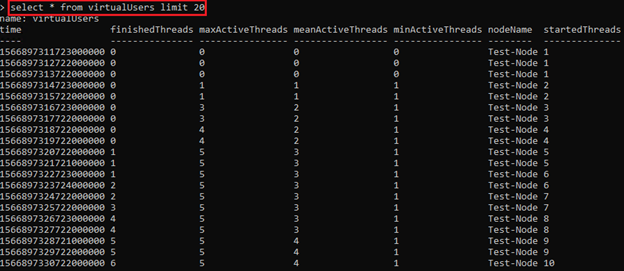 > select * from virtualUsers limit 20
name: virtualUsers
time finishedThreads maxActiveThreads meanActiveThreads minActiveThreads nodeName startedThreads
---- --------------- ---------------- ----------------- ---------------- -------- --------------
1566897311723000000 0 0 0 0 Test-Node 1
1566897312722000000 0 0 0 0 Test-Node 1
1566897313722000000 0 0 0 0 Test-Node 1
1566897314723000000 0 1 1 1 Test-Node 2
1566897315722000000 0 1 1 1 Test-Node 2
1566897316723000000 0 3 2 1 Test-Node 3
1566897317722000000 0 3 2 1 Test-Node 3
1566897318722000000 0 4 2 1 Test-Node 4
1566897319722000000 0 4 2 1 Test-Node 4
1566897320722000000 0 5 3 1 Test-Node 5
1566897321721000000 1 5 3 1 Test-Node 5
1566897322723000000 1 5 3 1 Test-Node 6
1566897323724000000 2 5 3 1 Test-Node 6
1566897324722000000 2 5 3 1 Test-Node 7
1566897325722000000 3 5 3 1 Test-Node 7
1566897326723000000 4 5 3 1 Test-Node 8
1566897327722000000 4 5 3 1 Test-Node 8
1566897328721000000 5 5 4 1 Test-Node 9
1566897329722000000 5 5 4 1 Test-Node 9
1566897330722000000 6 5 4 1 Test-Node 10